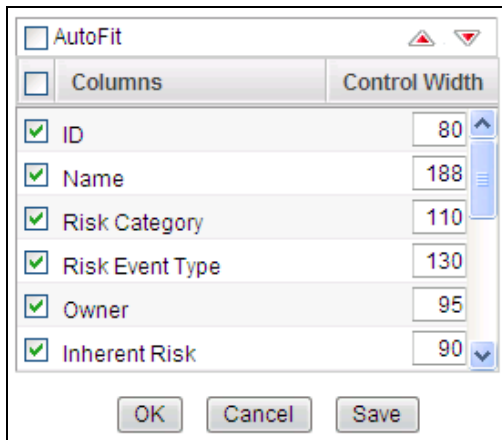 AutoFit
Columns Control Width
ID 80
Name 188
Risk Category 110
Risk Event Type 130
Owner 95
Inherent Risk 90
OK Cancel Save